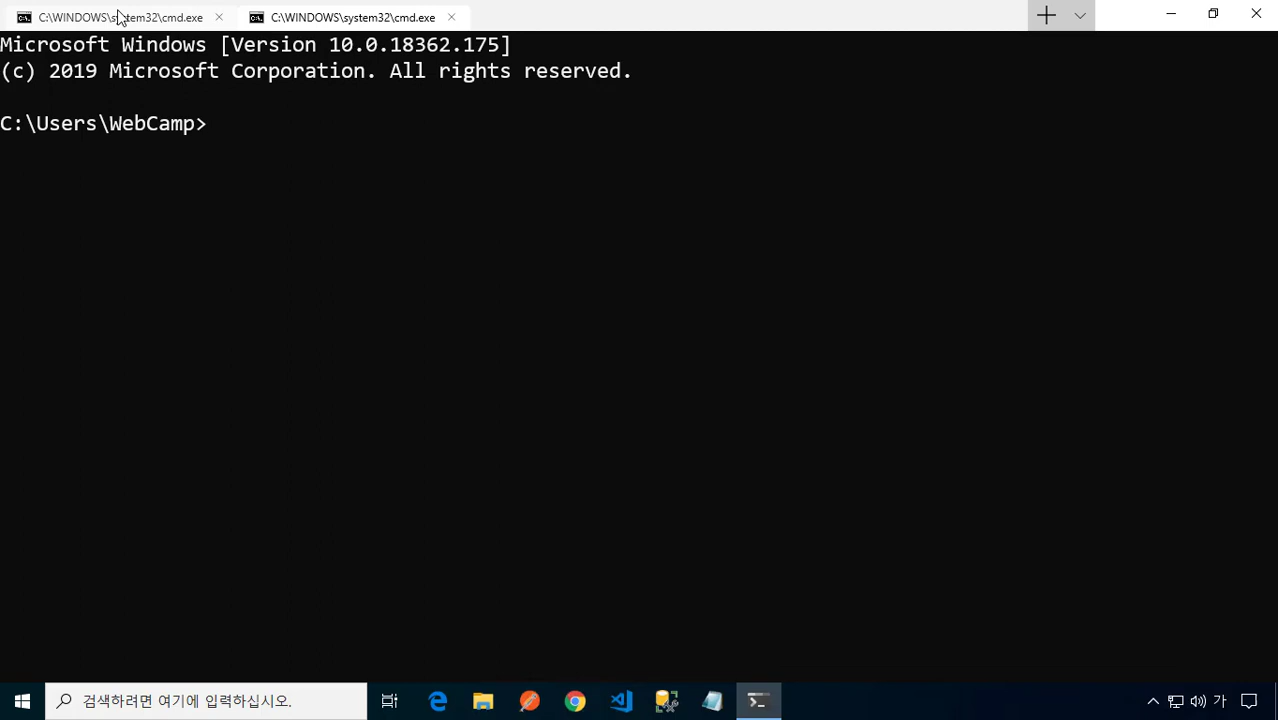 C:\WINDOWS\system32\cmd.exe
C:\WINDOWS\system32\cmd.exe
Microsoft Windows [Version 10.0.18362.175]
(c) 2019 Microsoft Corporation. All rights reserved.
C:\Users\WebCamp>
검색하려면 여기에 입력하십시오.
가